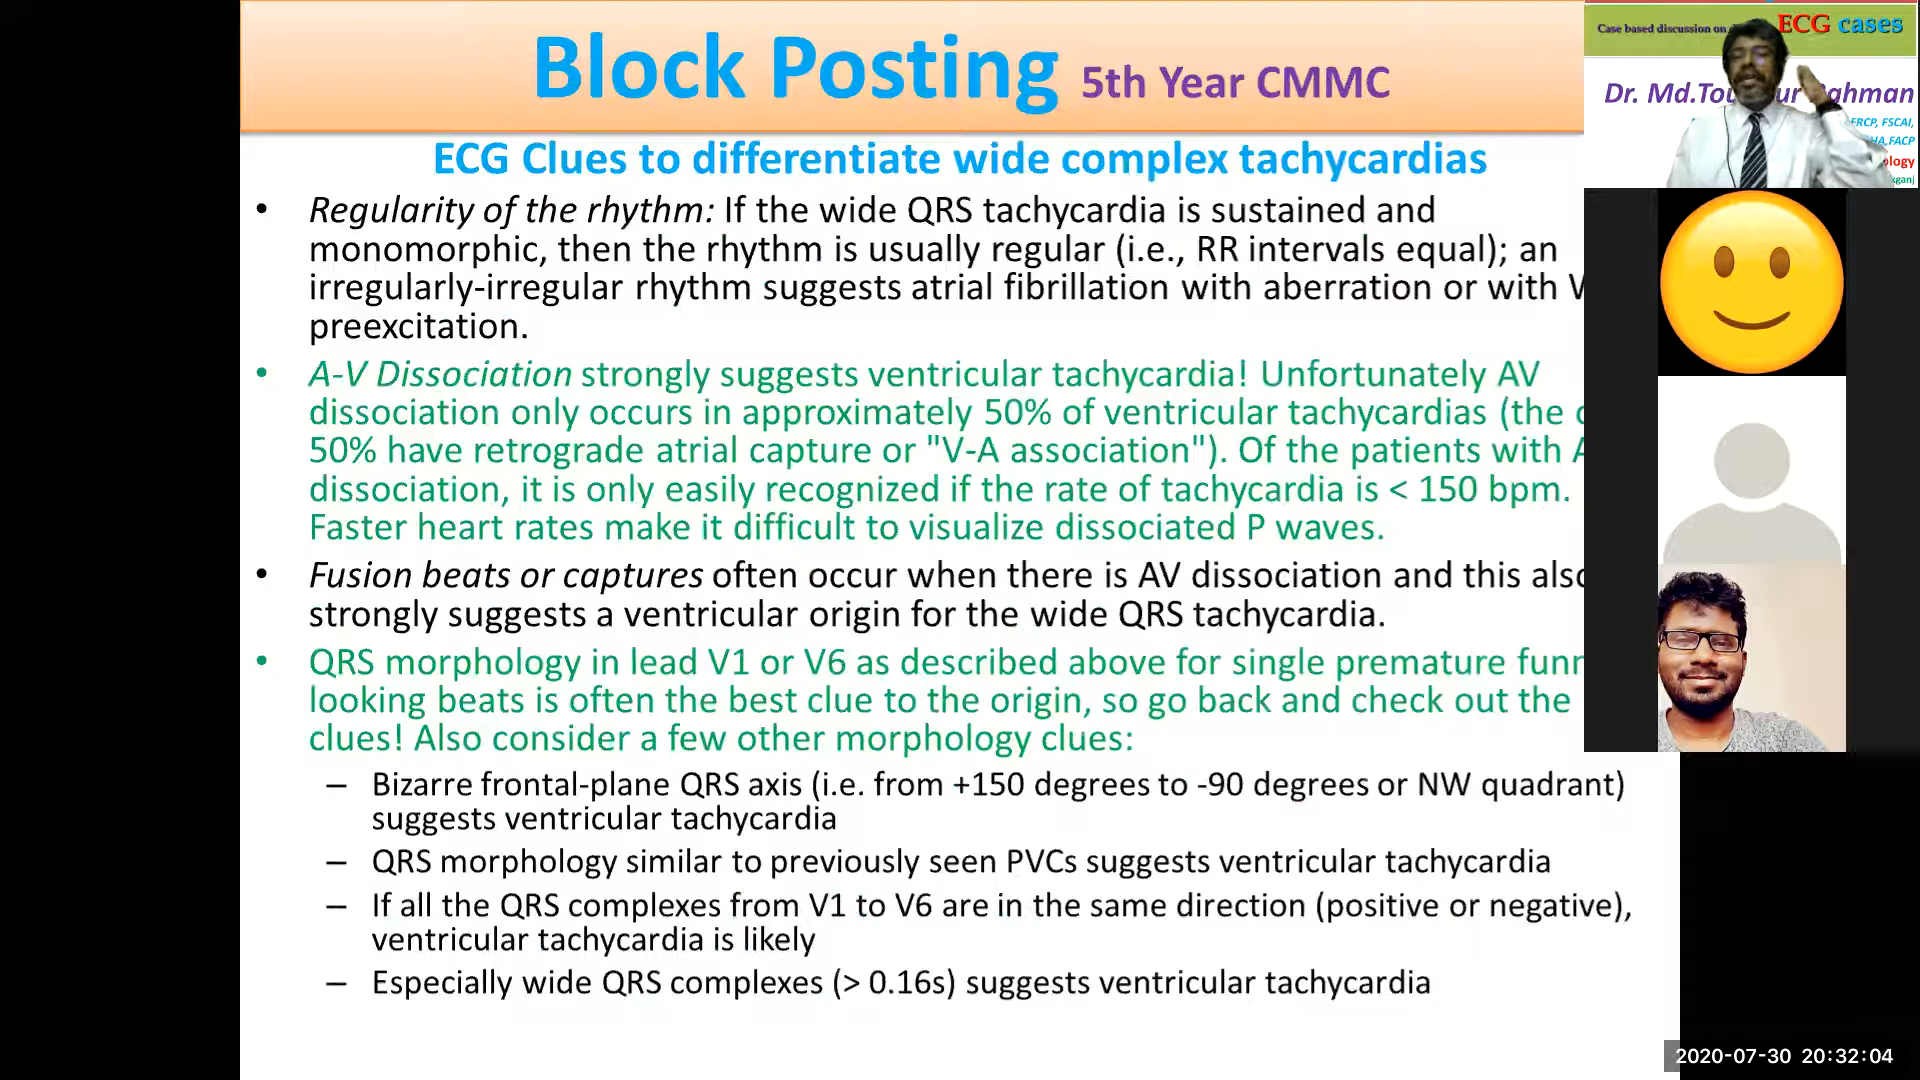 Block Posting 5th Year CMMC
ECG Clues to differentiate wide complex tachycardias
• Regularity of the rhythm: If the wide QRS tachycardia is sustained and
monomorphic, then the rhythm is usually regular (i.e., RR intervals equal); an
irregularly-irregular rhythm suggests atrial fibrillation with aberration or with
preexcitation.
• A-V Dissociation strongly suggests ventricular tachycardia! Unfortunately AV
dissociation only occurs in approximately 50% of ventricular tachycardias (the
50% have retrograde atrial capture or "V-A association"). Of the patients with
dissociation, it is only easily recognized if the rate of tachycardia is < 150 bpm.
Faster heart rates make it difficult to visualize dissociated P waves.
• Fusion beats or captures often occur when there is AV dissociation and this also
strongly suggests a ventricular origin for the wide QRS tachycardia.
• QRS morphology in lead V1 or V6 as described above for single premature
looking beats is often the best clue to the origin, so go back and check out the
clues! Also consider a few other morphology clues:
– Bizarre frontal-plane QRS axis (i.e. from +150 degrees to -90 degrees or NW quadrant)
suggests ventricular tachycardia
– QRS morphology similar to previously seen PVCs suggests ventricular tachycardia
– If all the QRS complexes from V1 to V6 are in the same direction (positive or negative),
ventricular tachycardia is likely
– Especially wide QRS complexes (> 0.16s) suggests ventricular tachycardia
Case based discussion on ECG cases
Dr. Md.
FRCP, FSCAI,
FACP
2020-07-30 20:32:04